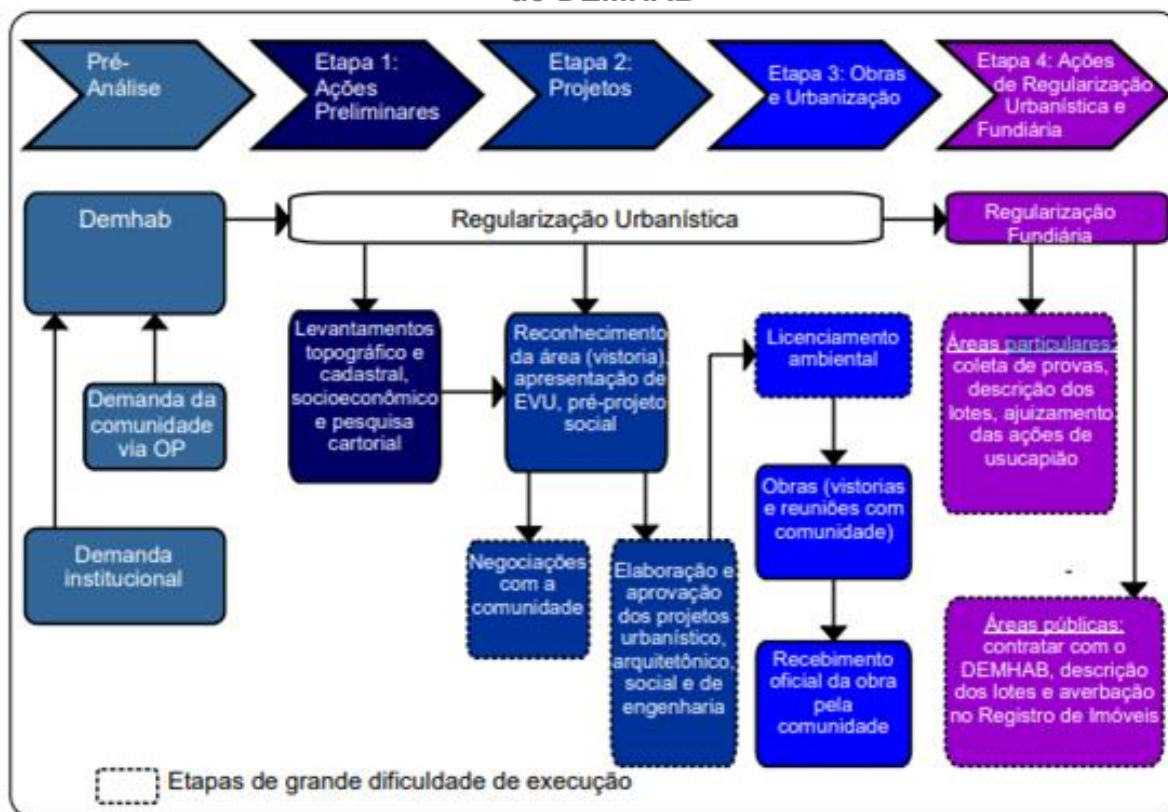 Pré-
Análise
Etapa 1:
Ações
Preliminares
Etapa 2:
Projetos
Etapa 3: Obras
e Urbanização
Etapa 4: Ações
de Regularização
Urbanística e
Fundiária
Demhab
Regularização Urbanística
Regularização
Fundiária
Levantamentos
topográfico e
cadastral,
socioeconômico
e pesquisa
cartorial
Reconhecimento
da área (vistoria),
apresentação de
EVU, pré-projeto
social
Licenciamento
ambiental
Áreas particulares:
coleta de provas,
descrição dos
lotes, ajuizamento
das ações de
usucapião
Demanda da
comunidade
via OP
Obras (vistorias
e reuniões com
comunidade)
Demanda
institucional
Negociações
com a
comunidade
Elaboração e
aprovação
dos projetos
urbanístico,
arquitetônico,
social e de
engenharia
-
Recebimento
oficial da obra
pela
comunidade
Áreas públicas:
contratar com o
DEMHAB, descrição
dos lotes e averbação
no Registro de Imóveis
Etapas de grande dificuldade de execução